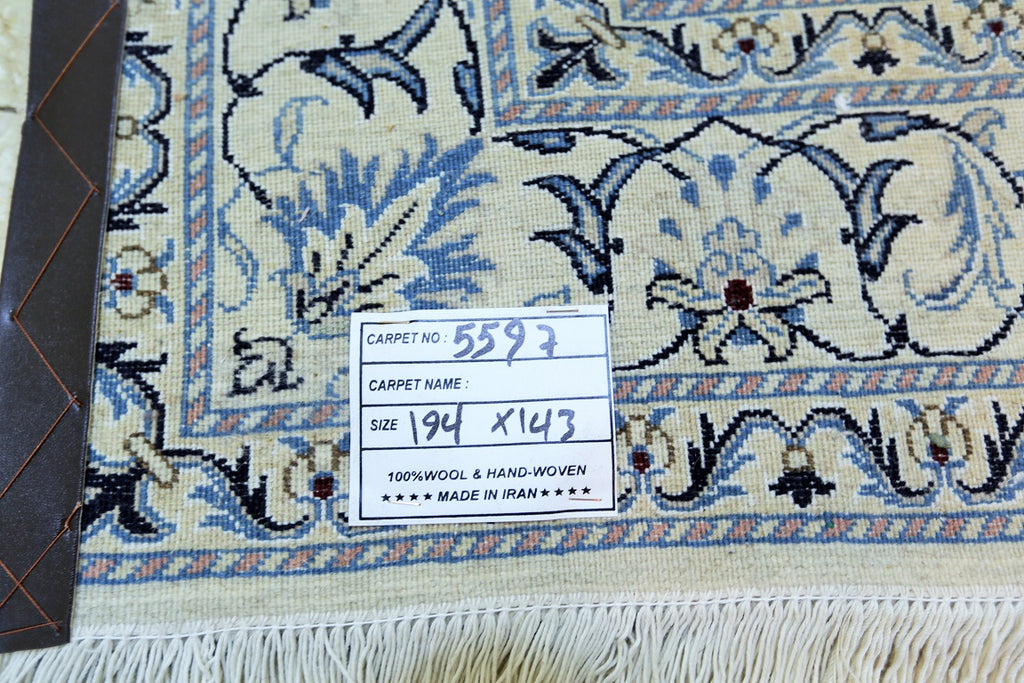 CARPET NO : 5597
CARPET NAME :
SIZE 194 X143
100%WOOL & HAND-WOVEN
★★★★ MADE IN IRAN ★★★★